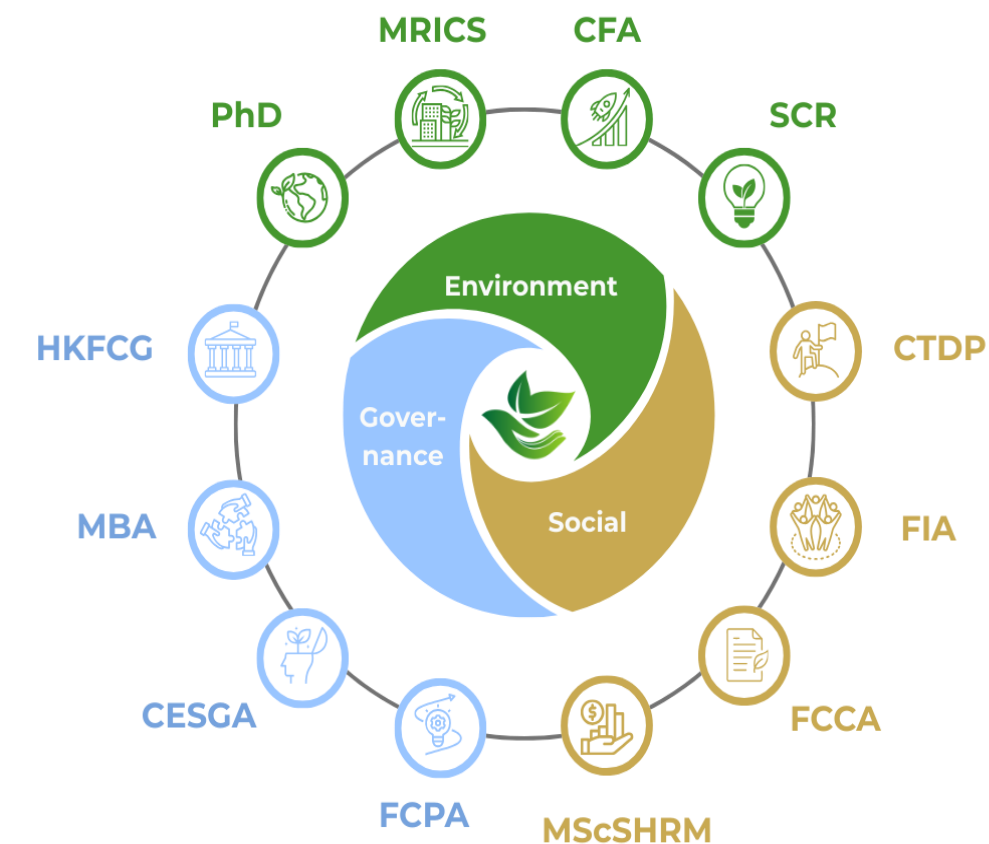 MRICS
CFA
PhD
SCR
HKFCG
CTDP
MBA
FIA
CESGA
FCCA
FCPA
MScSHRM
Environment
Gover-
nance
Social
$